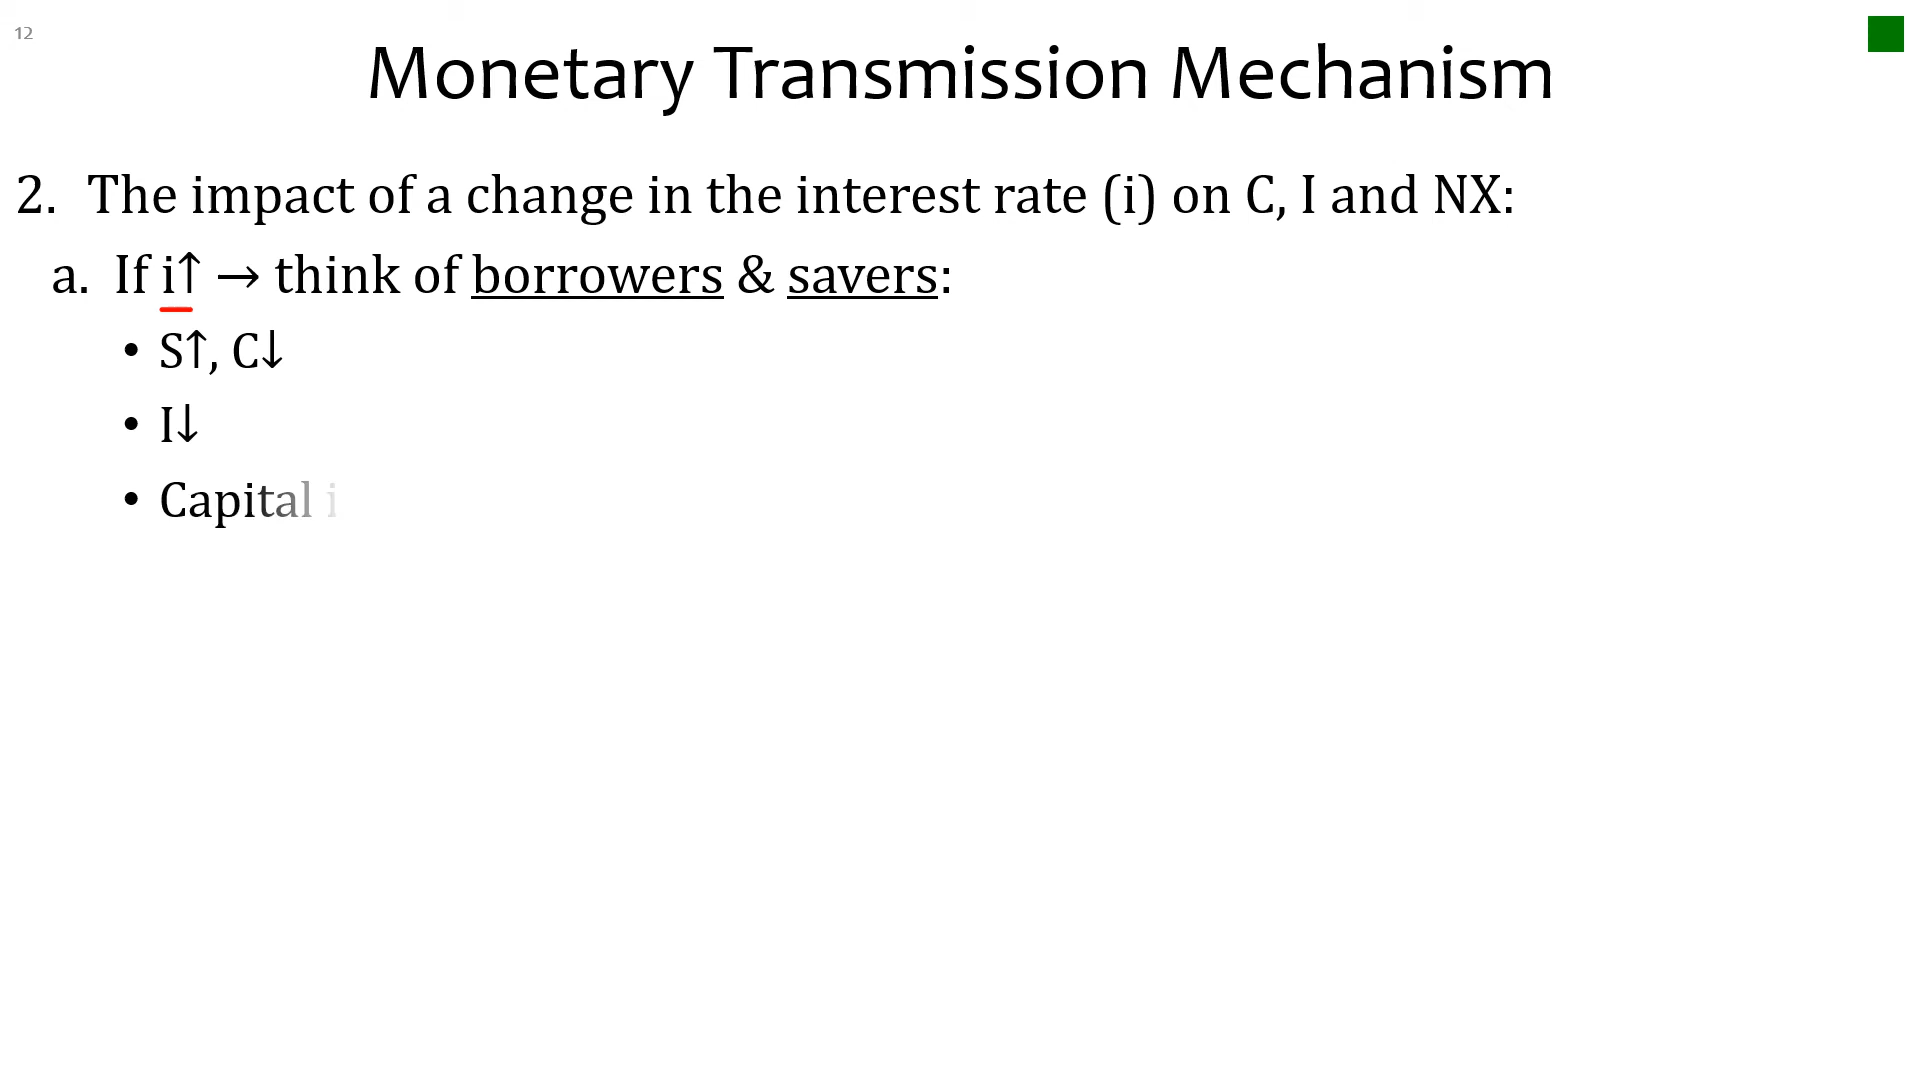 12
Monetary Transmission Mechanism
2. The impact of a change in the interest rate (i) on C, I and NX:
a. If i↑ → think of borrowers & savers:
• S↑, C↓
• I↓
• Capital i